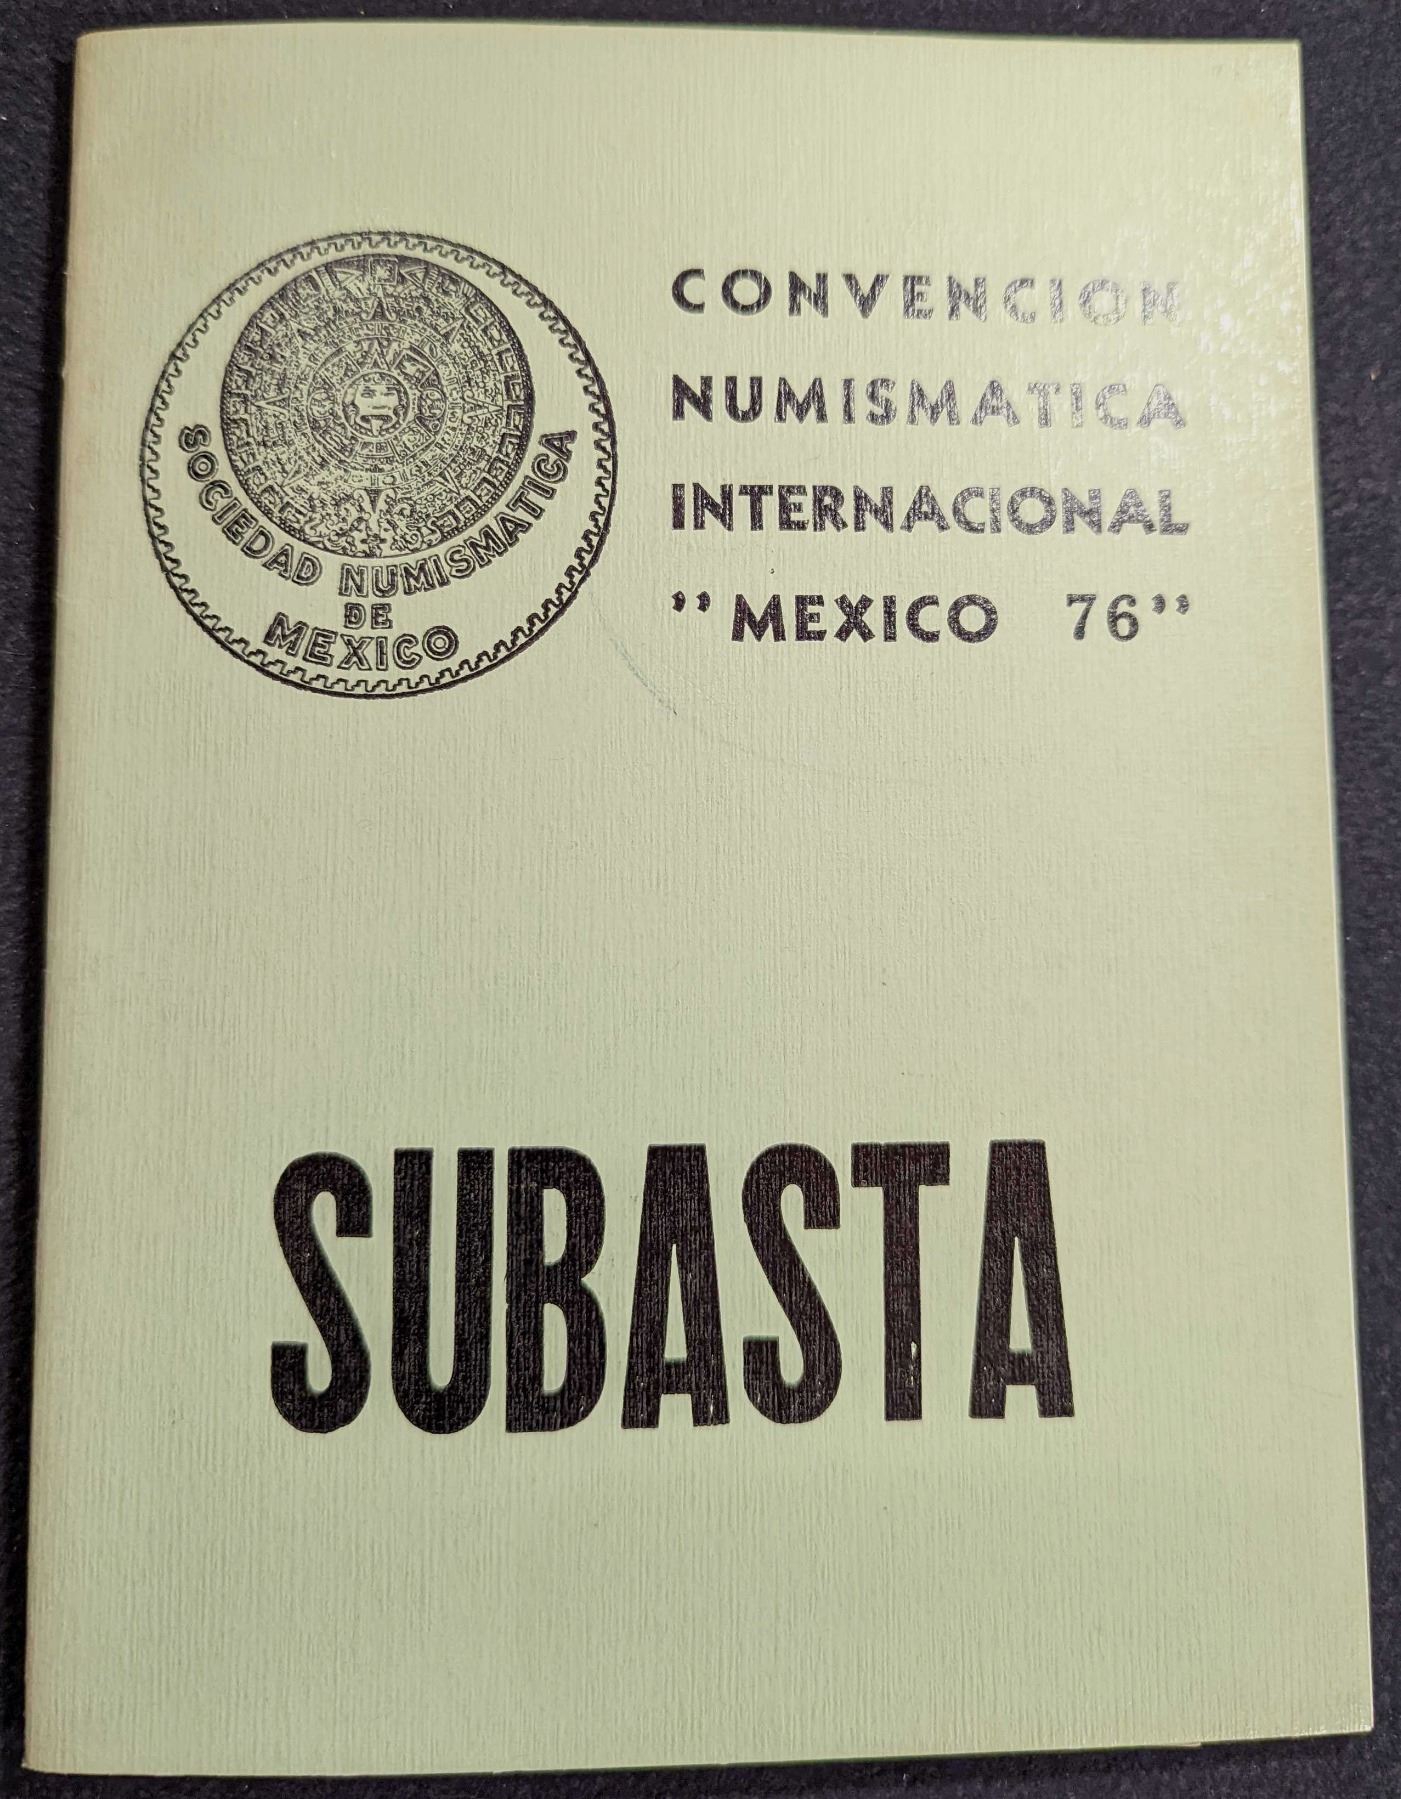 SOCIEDAD NUMISMATICA
DE
MEXICO
CONVENCION
NUMISMATICA
INTERNACIONAL
”MEXICO 76”
SUBASTA